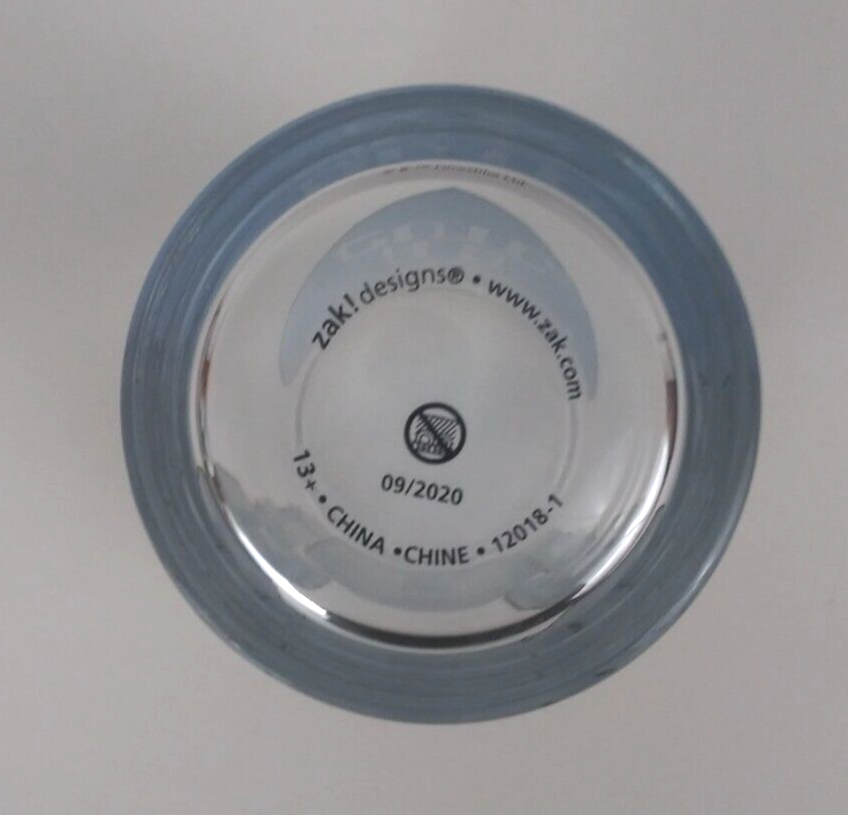 zak! designs® • www.zak.com
09/2020
13+ • CHINA • CHINE • 12018-1